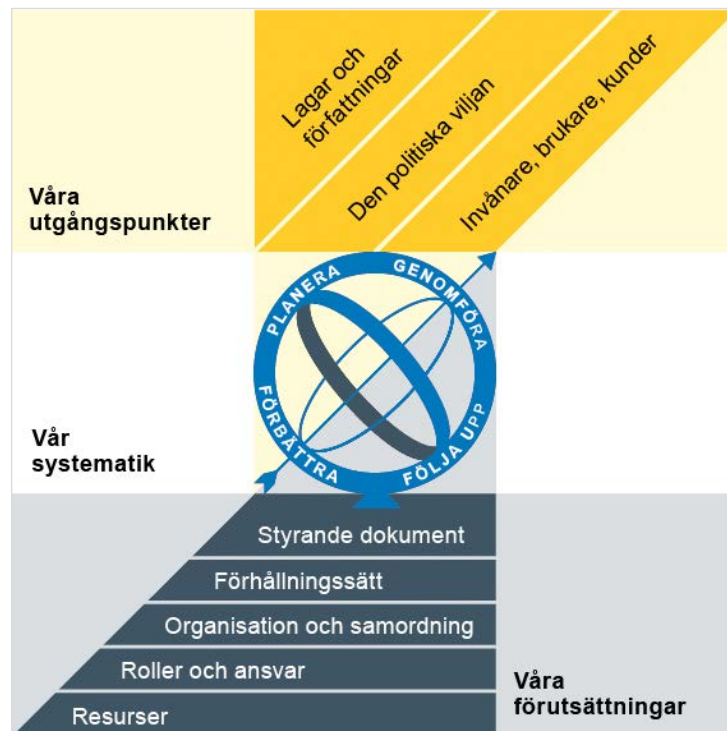 Lagar och
författningar
Den politiska viljan
Invånare, brukare, kunder
Våra
utgångspunkter
PLANERA
GENOMFÖRA
FÖRBÄTTRA
FÖLJA UPP
Vår
systematik
Styrande dokument
Förhållningssätt
Organisation och samordning
Roller och ansvar
Resurser
Våra
förutsättningar